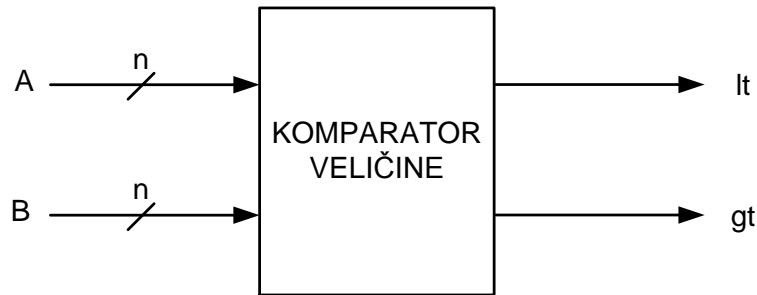 A
n
KOMPARATOR
VELIČINE
lt
B
n
gt